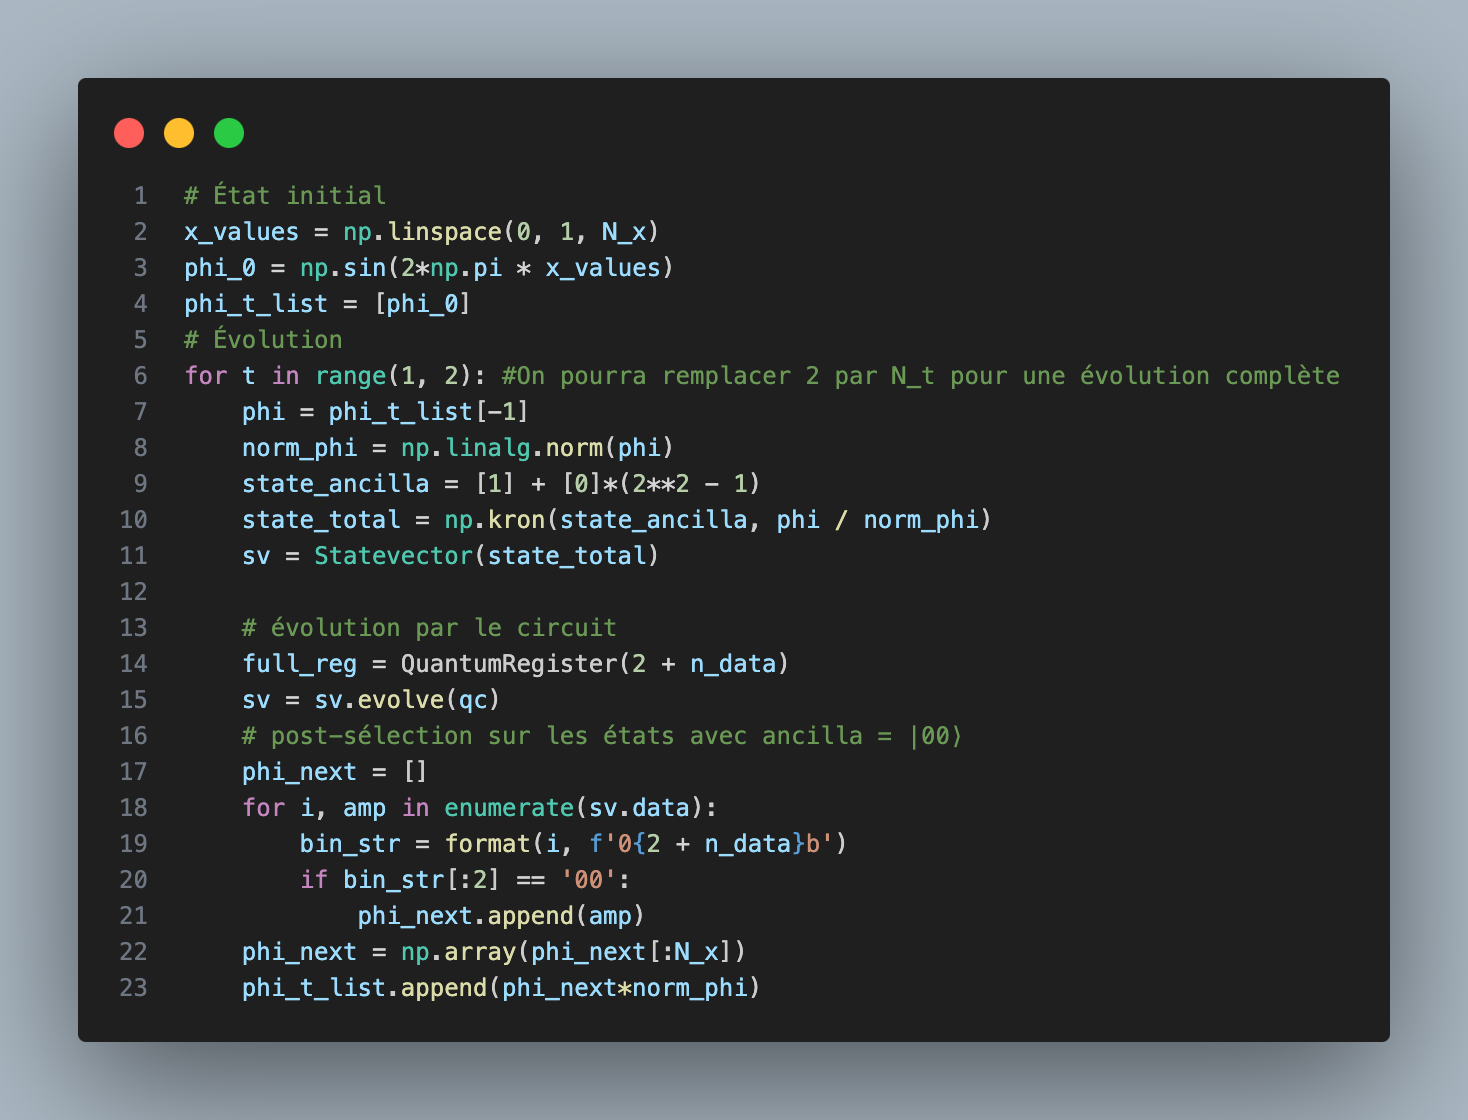 1 # État initial
2 x_values = np.linspace(0, 1, N_x)
3 phi_0 = np.sin(2*np.pi * x_values)
4 phi_t_list = [phi_0]
5 # Évolution
6 for t in range(1, 2): #On pourra remplacer 2 par N_t pour une évolution complète
7     phi = phi_t_list[-1]
8     norm_phi = np.linalg.norm(phi)
9     state_ancilla = [1] + [0]*(2**2 - 1)
10     state_total = np.kron(state_ancilla, phi / norm_phi)
11     sv = Statevector(state_total)
12
13     # évolution par le circuit
14     full_reg = QuantumRegister(2 + n_data)
15     sv = sv.evolve(qc)
16     # post-sélection sur les états avec ancilla = |00⟩
17     phi_next = []
18     for i, amp in enumerate(sv.data):
19         bin_str = format(i, f'0{2 + n_data}b')
20         if bin_str[:2] == '00':
21             phi_next.append(amp)
22     phi_next = np.array(phi_next[:N_x])
23     phi_t_list.append(phi_next*norm_phi)